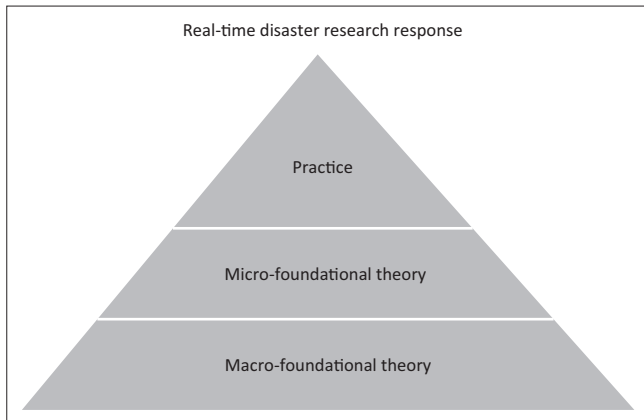 Real-time disaster research response
Practice
Micro-foundational theory
Macro-foundational theory